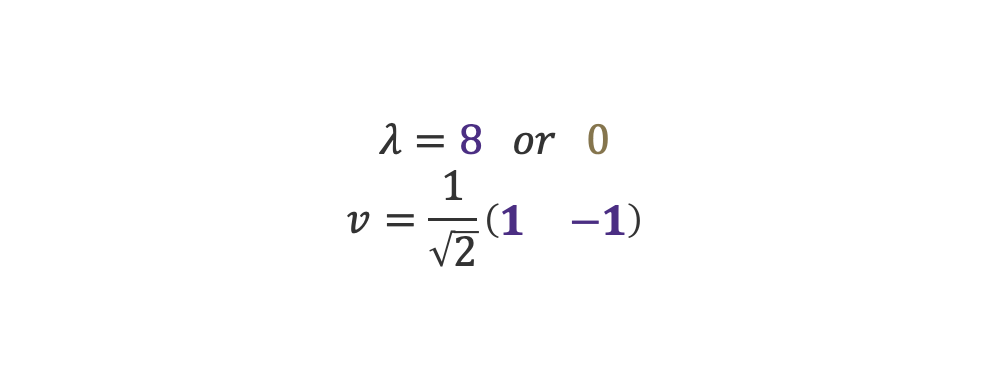 λ = 8 or 0
v = 1/√2 (1 −1)